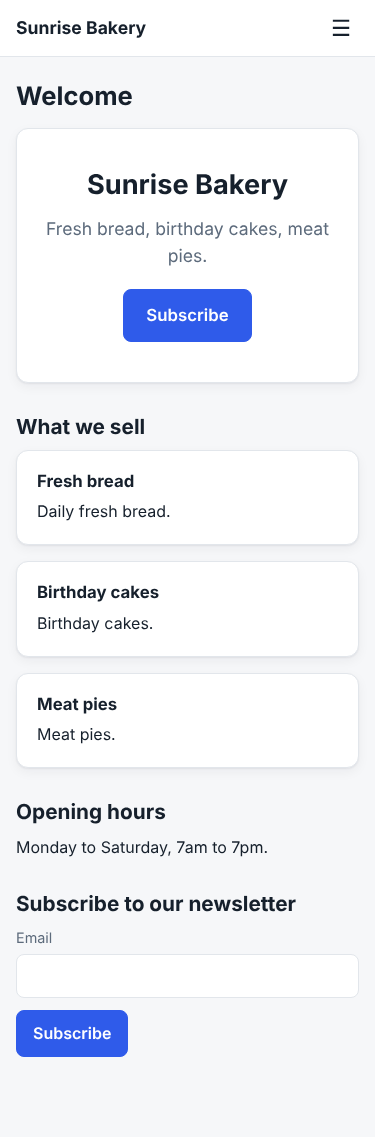 Sunrise Bakery ☰
Welcome
Sunrise Bakery
Fresh bread, birthday cakes, meat
pies.
Subscribe
What we sell
Fresh bread
Daily fresh bread.
Birthday cakes
Birthday cakes.
Meat pies
Meat pies.
Opening hours
Monday to Saturday, 7am to 7pm.
Subscribe to our newsletter
Email
Subscribe